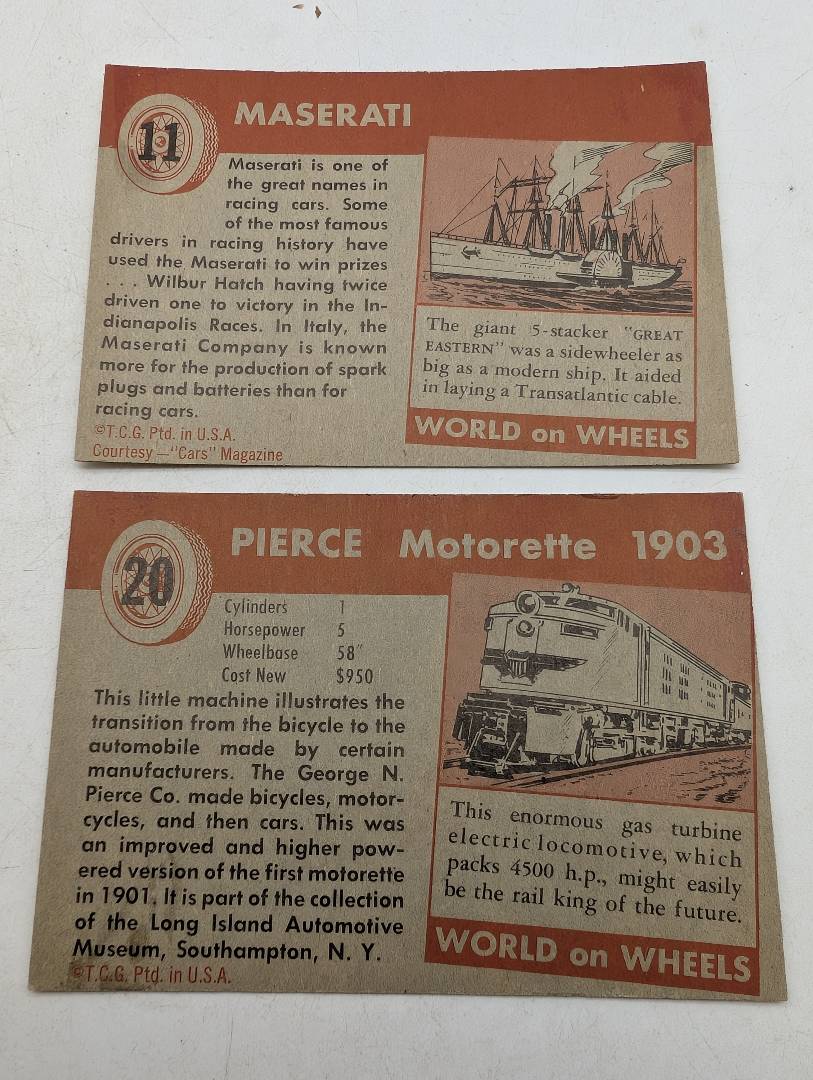 11
MASERATI
Maserati is one of
the great names in
racing cars. Some
of the most famous
drivers in racing history have
used the Maserati to win prizes
. . . Wilbur Hatch having twice
driven one to victory in the In-
dianapolis Races. In Italy, the
Maserati Company is known
more for the production of spark
plugs and batteries than for
racing cars.
©T.C.G. Ptd. in U.S.A.
Courtesy—"Cars" Magazine
The giant 5-stacker "GREAT
EASTERN" was a sidewheeler as
big as a modern ship. It aided
in laying a Transatlantic cable.
WORLD on WHEELS
20
PIERCE Motorette 1903
Cylinders 1
Horsepower 5
Wheelbase 58"
Cost New $950
This little machine illustrates the
transition from the bicycle to the
automobile made by certain
manufacturers. The George N.
Pierce Co. made bicycles, motor-
cycles, and then cars. This was
an improved and higher pow-
ered version of the first motorette
in 1901. It is part of the collection
of the Long Island Automotive
Museum, Southampton, N. Y.
©T.C.G. Ptd. in U.S.A.
This enormous gas turbine
electric locomotive, which
packs 4500 h.p., might easily
be the rail king of the future.
WORLD on WHEELS